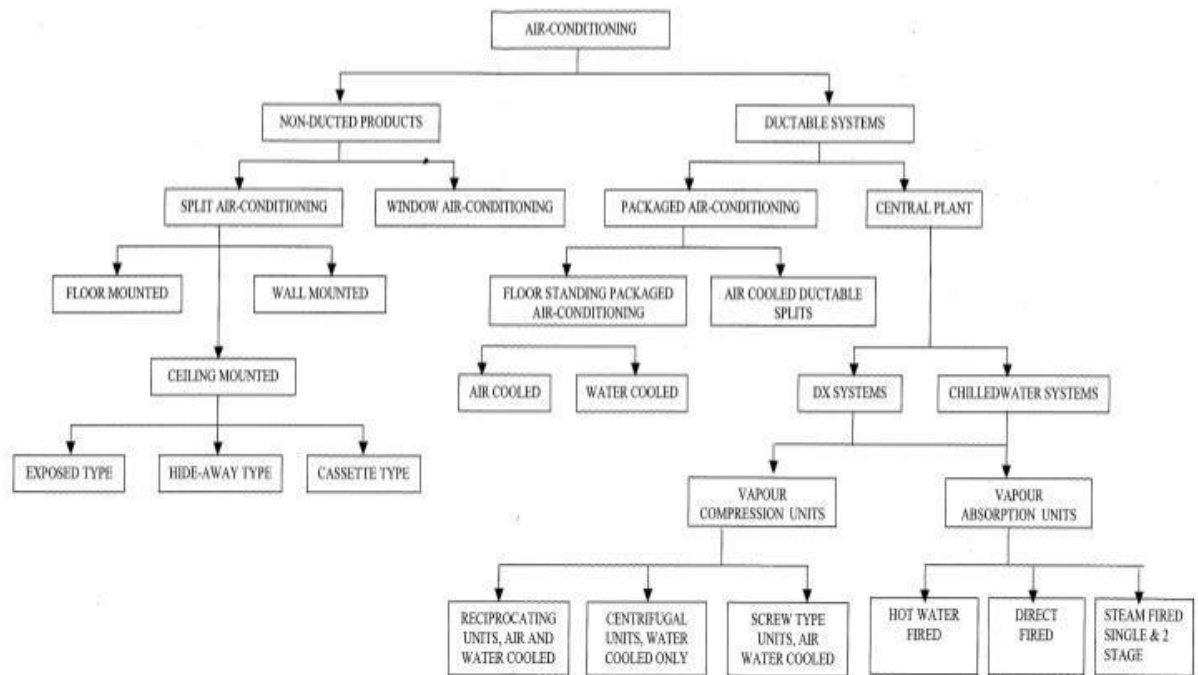 AIR-CONDITIONING
NON-DUCTED PRODUCTS
DUCTABLE SYSTEMS
SPLIT AIR-CONDITIONING
WINDOW AIR-CONDITIONING
PACKAGED AIR-CONDITIONING
CENTRAL PLANT
FLOOR MOUNTED
WALL MOUNTED
FLOOR STANDING PACKAGED
AIR-CONDITIONING
AIR COOLED DUCTABLE
SPLITS
CEILING MOUNTED
AIR COOLED
WATER COOLED
DX SYSTEMS
CHILLEDWATER SYSTEMS
EXPOSED TYPE
HIDE-AWAY TYPE
CASSETTE TYPE
VAPOUR
COMPRESSION UNITS
VAPOUR
ABSORPTION UNITS
RECIPROCATING
UNITS, AIR AND
WATER COOLED
CENTRIFUGAL
UNITS, WATER
COOLED ONLY
SCREW TYPE
UNITS, AIR
WATER COOLED
HOT WATER
FIRED
DIRECT
FIRED
STEAM FIRED
SINGLE & 2
STAGE